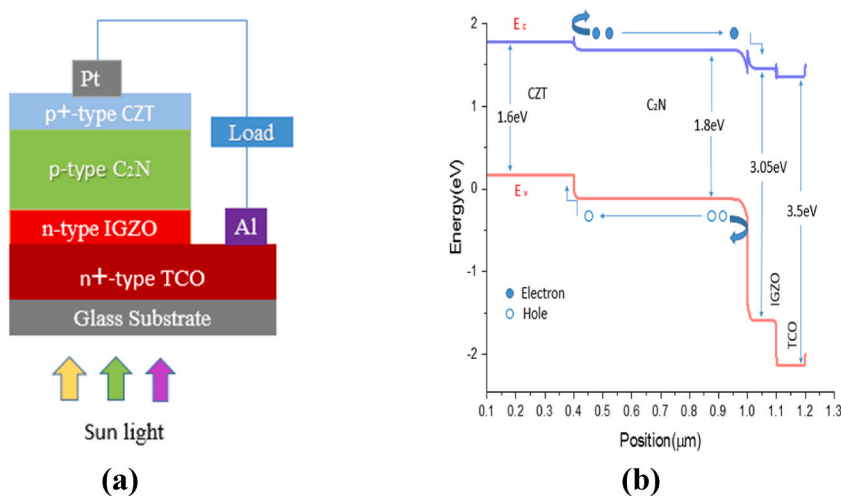 Pt
p+-type CZT
Load
p-type C₂N
n-type IGZO
Al
n+-type TCO
Glass Substrate
Sun light
(a)
2
1
0
-1
-2
Energy(eV)
E c
CZT
C₂N
1.6eV
1.8eV
3.05eV
3.5eV
E v
Electron
Hole
IGZO
TCO
0.1 0.2 0.3 0.4 0.5 0.6 0.7 0.8 0.9 1.0 1.1 1.2 1.3
Position(μm)
(b)